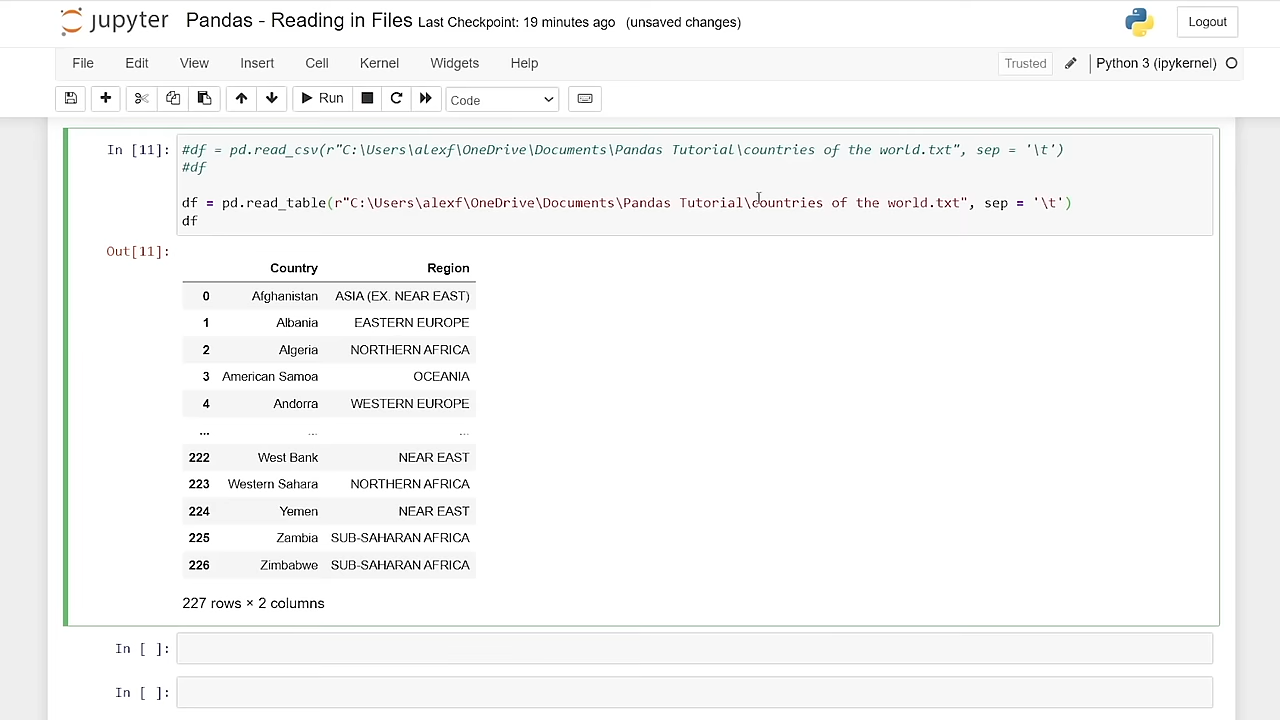 jupyter Pandas - Reading in Files Last Checkpoint: 19 minutes ago (unsaved changes) Logout
File Edit View Insert Cell Kernel Widgets Help Trusted Python 3 (ipykernel)
Run Code
In [11]: #df = pd.read_csv(r"C:\Users\alexf\OneDrive\Documents\Pandas Tutorial\countries of the world.txt", sep = '\t')
#df
df = pd.read_table(r"C:\Users\alexf\OneDrive\Documents\Pandas Tutorial\countries of the world.txt", sep = '\t')
df
Out[11]:
Country Region
0 Afghanistan ASIA (EX. NEAR EAST)
1 Albania EASTERN EUROPE
2 Algeria NORTHERN AFRICA
3 American Samoa OCEANIA
4 Andorra WESTERN EUROPE
... ... ...
222 West Bank NEAR EAST
223 Western Sahara NORTHERN AFRICA
224 Yemen NEAR EAST
225 Zambia SUB-SAHARAN AFRICA
226 Zimbabwe SUB-SAHARAN AFRICA
227 rows × 2 columns
In [ ]:
In [ ]: